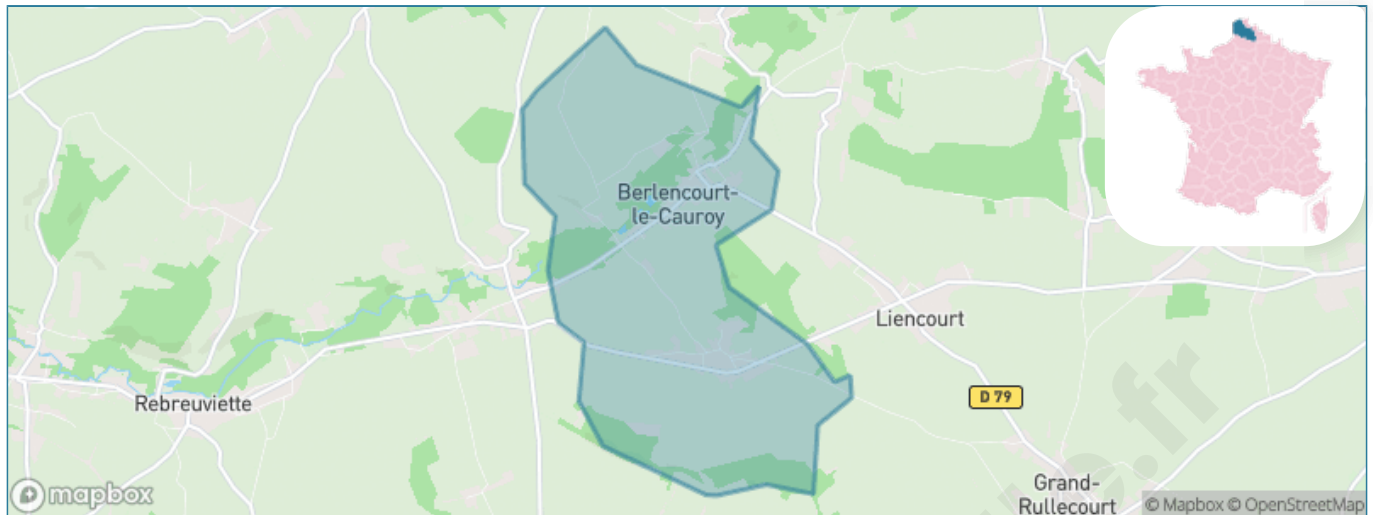 Berlencourt-
le-Cauroy
Liencourt
D 79
Rebreuviette
Grand-
Rullecourt
mapbox
© Mapbox © OpenStreetMap